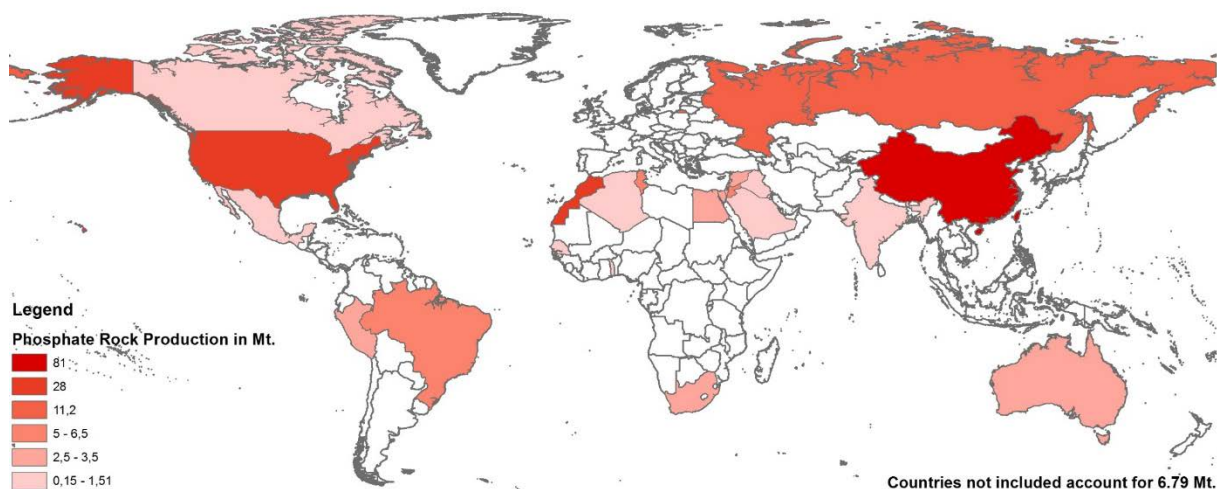 Legend
Phosphate Rock Production in Mt.
81
28
11,2
5 - 6,5
2,5 - 3,5
0,15 - 1,51
Countries not included account for 6.79 Mt.